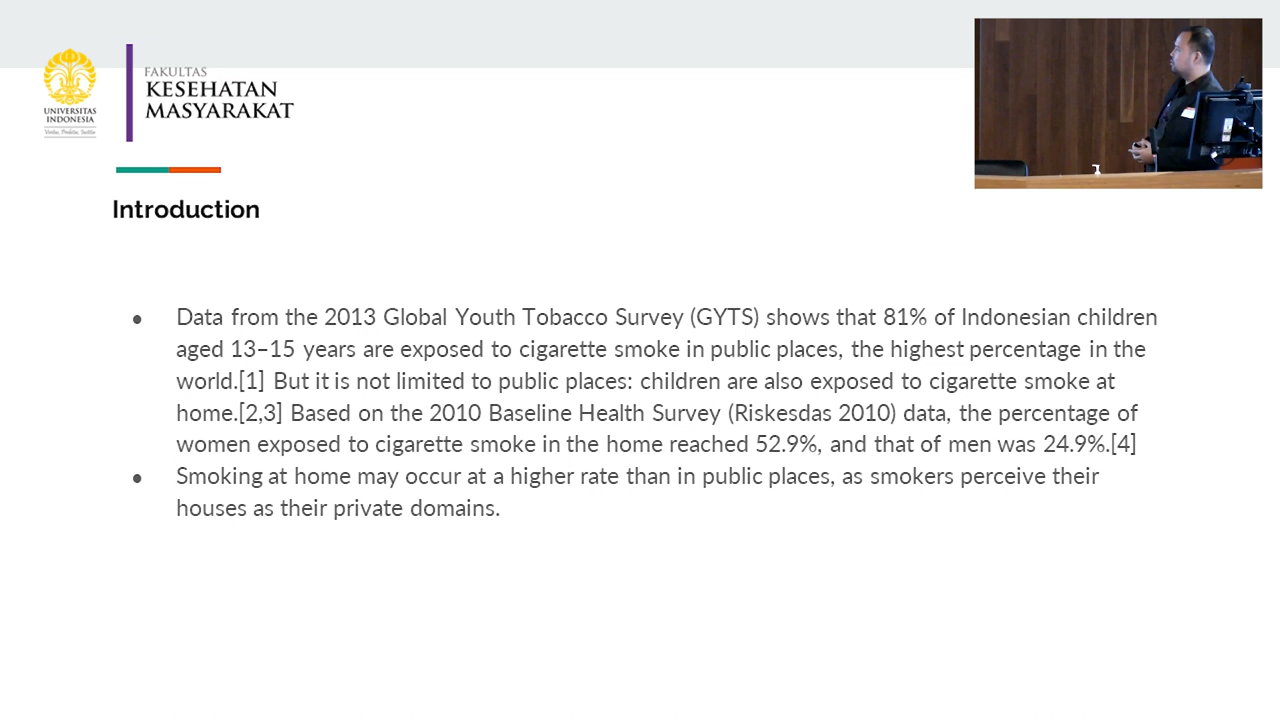 UNIVERSITAS
INDONESIA
Veritas, Probitas, Iustitia
FAKULTAS
KESEHATAN
MASYARAKAT
Introduction
● Data from the 2013 Global Youth Tobacco Survey (GYTS) shows that 81% of Indonesian children
aged 13–15 years are exposed to cigarette smoke in public places, the highest percentage in the
world.[1] But it is not limited to public places: children are also exposed to cigarette smoke at
home.[2,3] Based on the 2010 Baseline Health Survey (Riskesdas 2010) data, the percentage of
women exposed to cigarette smoke in the home reached 52.9%, and that of men was 24.9%.[4]
● Smoking at home may occur at a higher rate than in public places, as smokers perceive their
houses as their private domains.